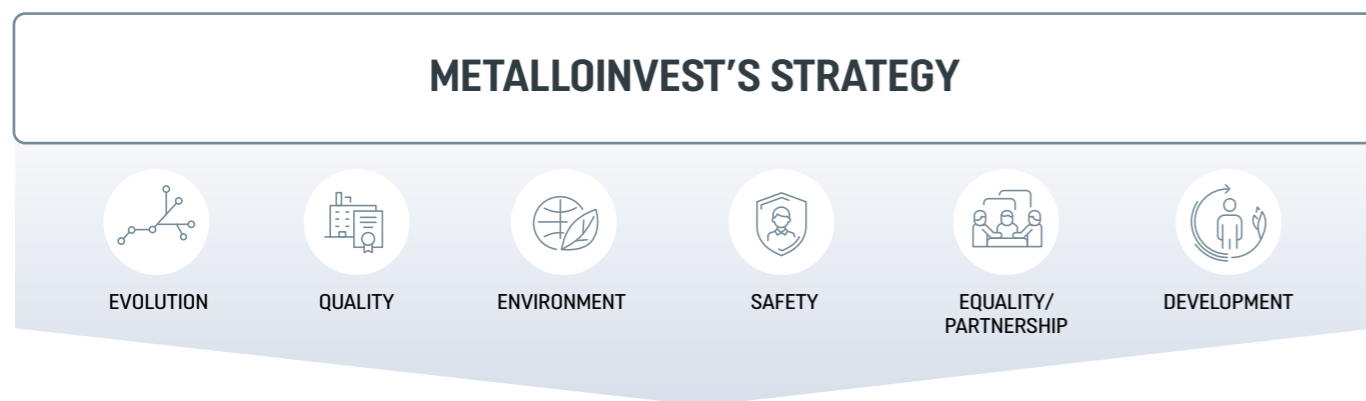 METALLOINVEST’S STRATEGY
EVOLUTION
QUALITY
ENVIRONMENT
SAFETY
EQUALITY/
PARTNERSHIP
DEVELOPMENT